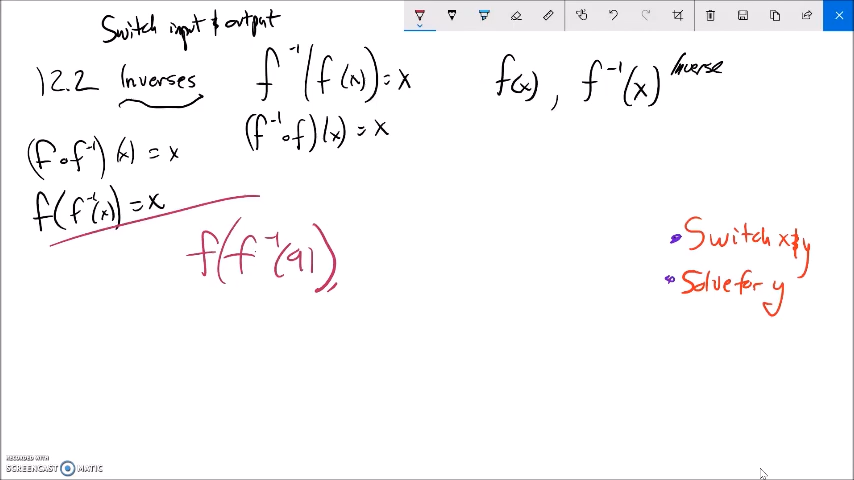 Switch input & output
12.2 Inverses
f⁻¹(f(x)) = x
f(x), f⁻¹(x) Inverse
(f⁻¹∘f)(x) = x
(f∘f⁻¹)(x) = x
f(f⁻¹(x)) = x
f(f⁻¹(9)),
• Switch x & y
• Solve for y
RECORDED WITH
SCREENCAST MATIC